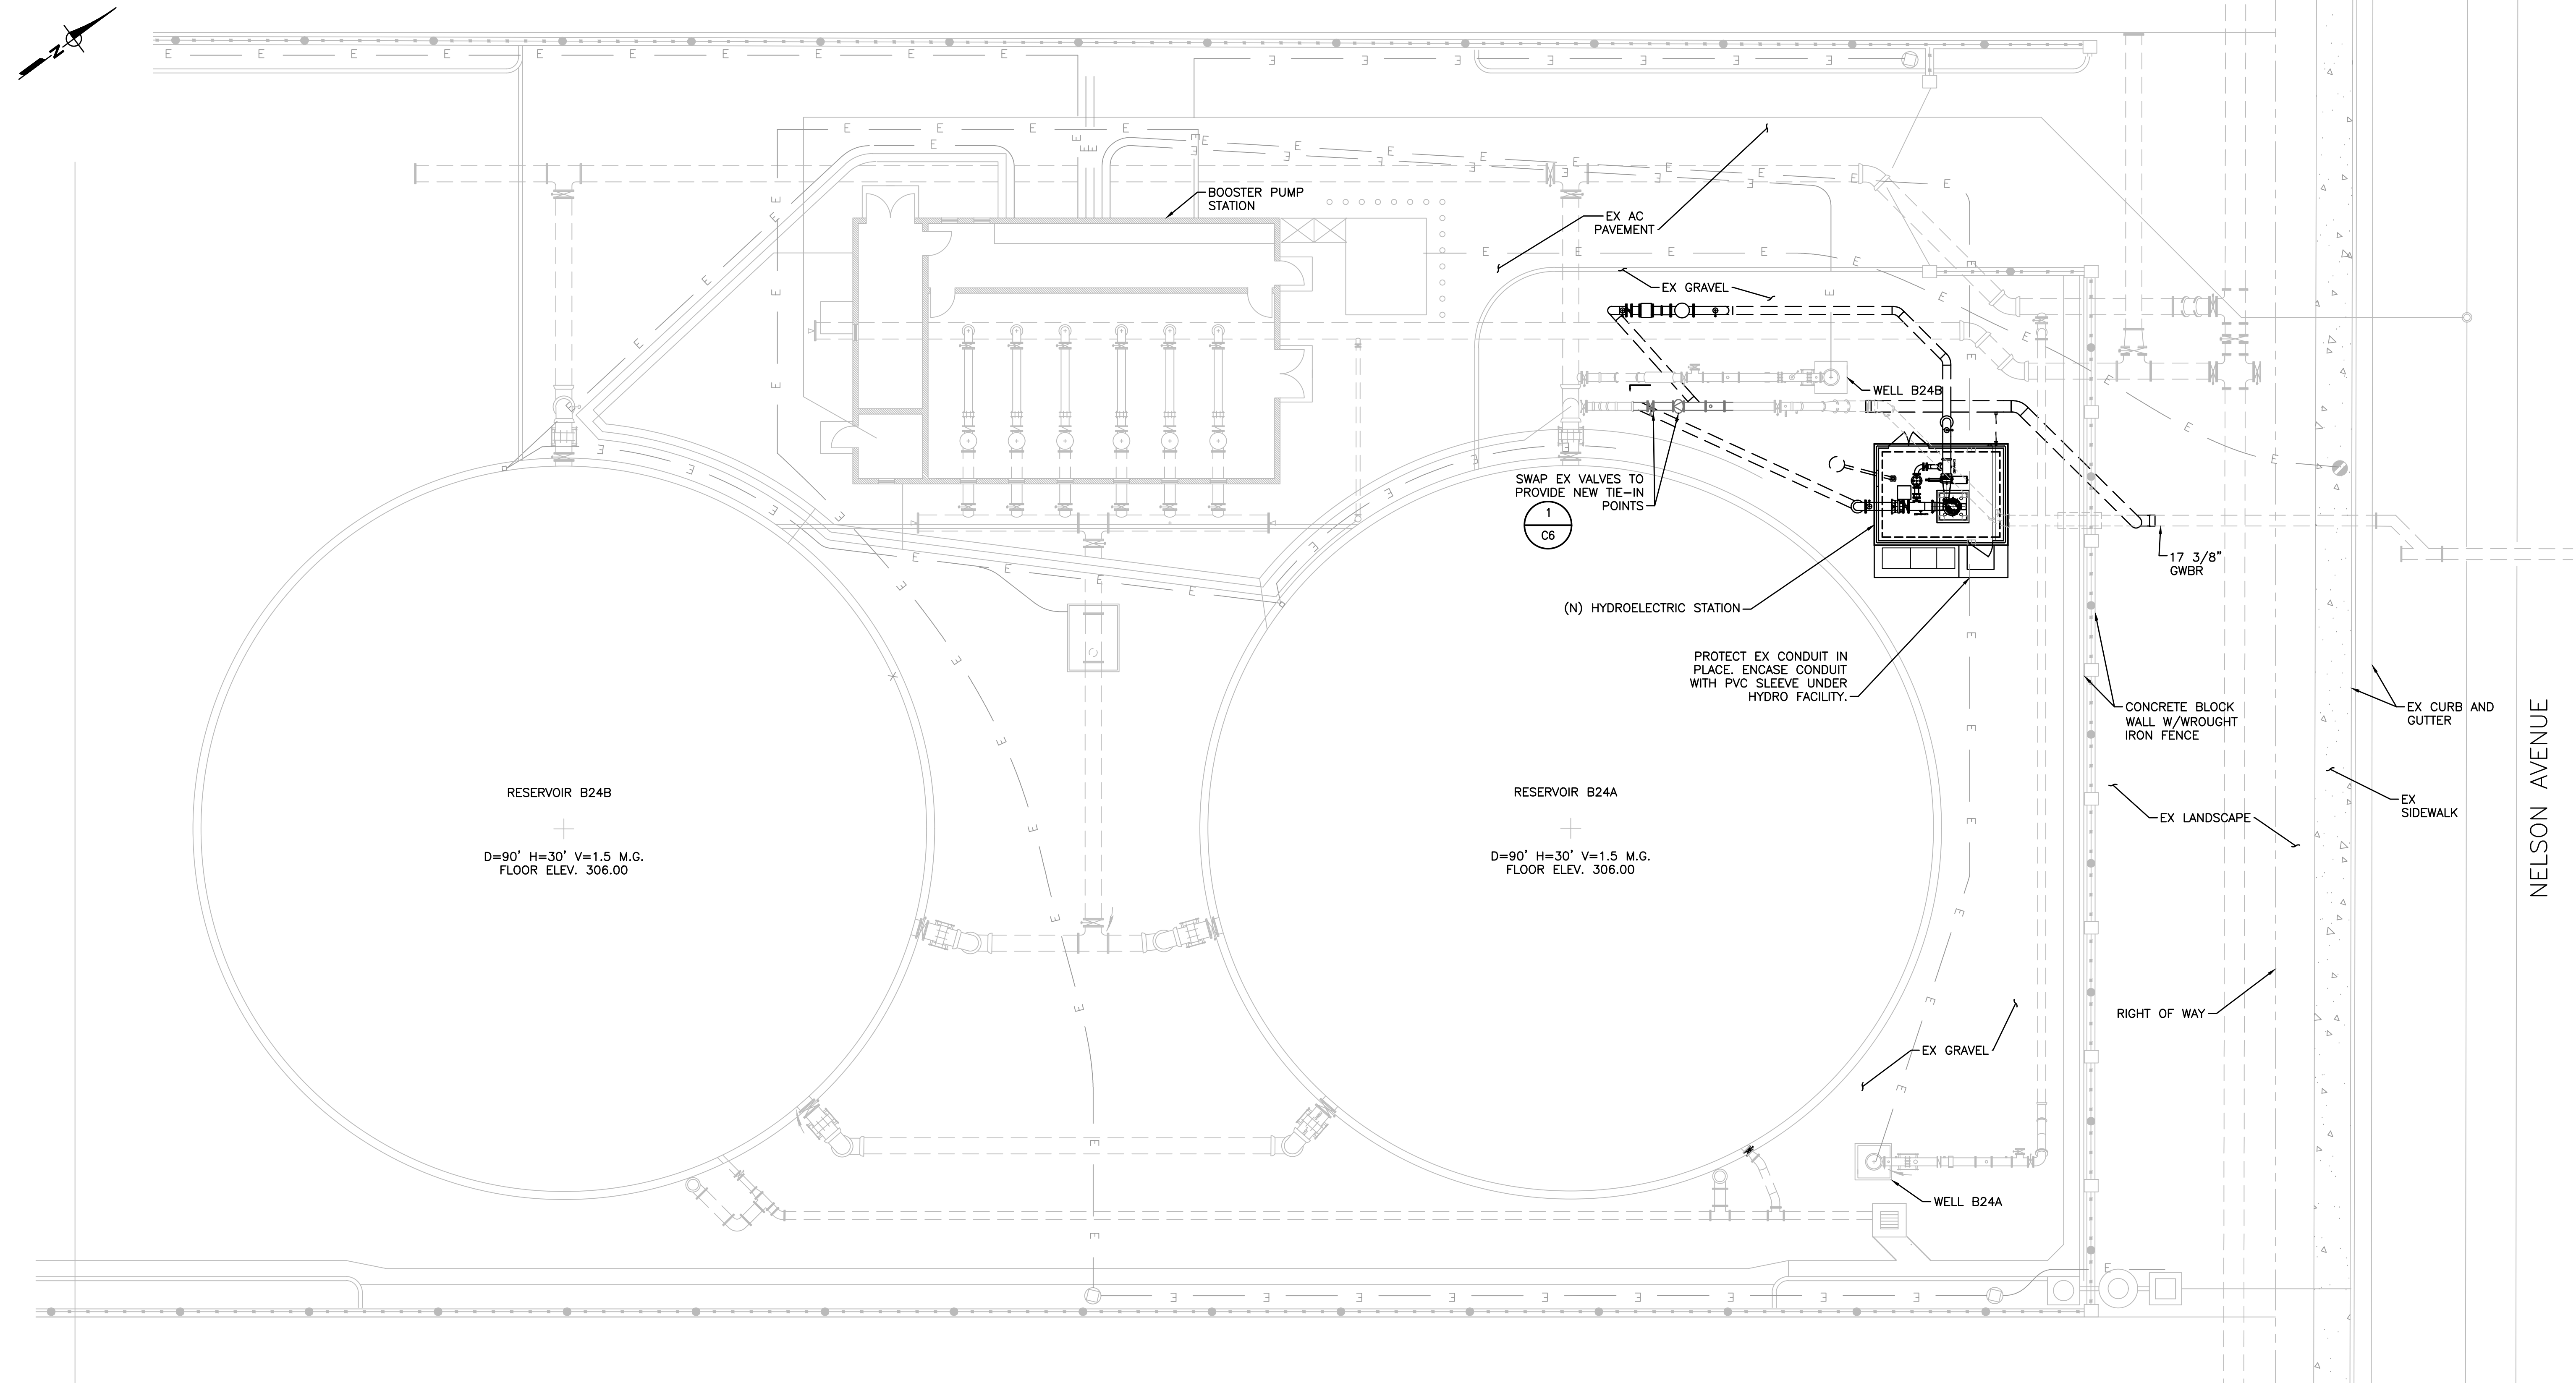 N
BOOSTER PUMP
STATION
EX AC
PAVEMENT
EX GRAVEL
WELL B24B
SWAP EX VALVES TO
PROVIDE NEW TIE-IN
POINTS
1
C6
17 3/8"
GWBR
(N) HYDROELECTRIC STATION
PROTECT EX CONDUIT IN
PLACE. ENCASE CONDUIT
WITH PVC SLEEVE UNDER
HYDRO FACILITY.
CONCRETE BLOCK
WALL W/WROUGHT
IRON FENCE
EX CURB AND
GUTTER
NELSON AVENUE
RESERVOIR B24B
D=90' H=30' V=1.5 M.G.
FLOOR ELEV. 306.00
RESERVOIR B24A
D=90' H=30' V=1.5 M.G.
FLOOR ELEV. 306.00
EX
SIDEWALK
EX LANDSCAPE
RIGHT OF WAY
EX GRAVEL
WELL B24A